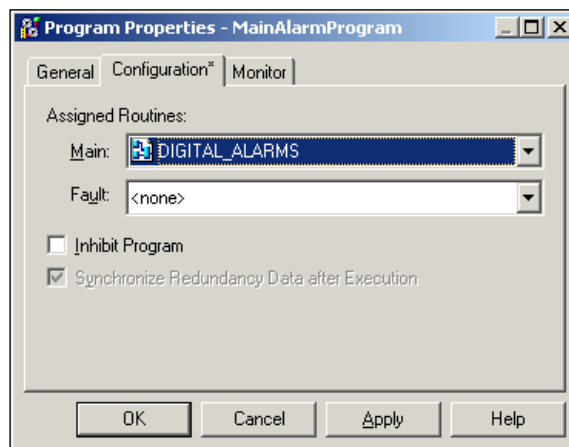 Program Properties - MainAlarmProgram
General Configuration* Monitor
Assigned Routines:
Main: DIGITAL_ALARMS
Fault: <none>
Inhibit Program
Synchronize Redundancy Data after Execution
OK Cancel Apply Help